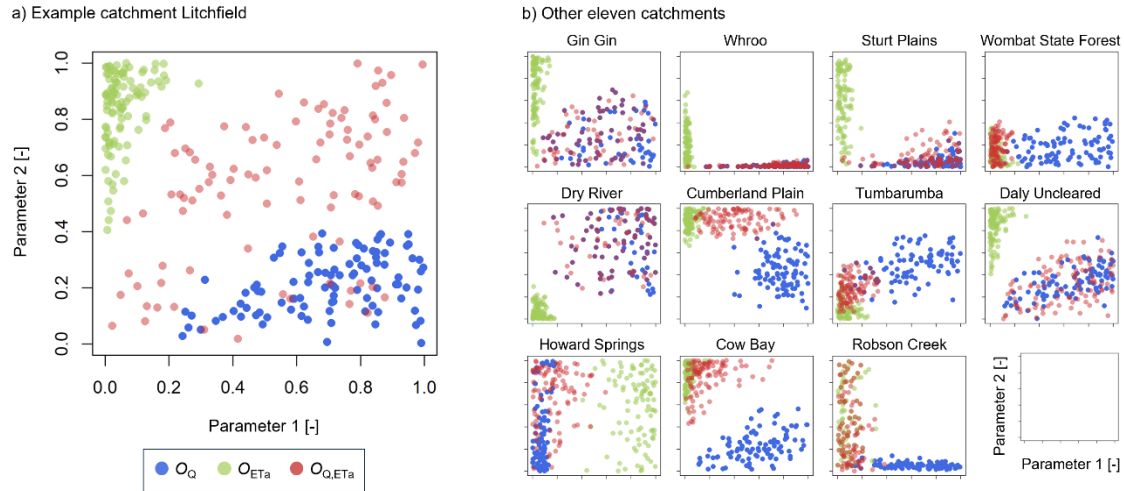 a) Example catchment Litchfield
Parameter 2 [-]
1.0
0.8
0.6
0.4
0.2
0.0
0.0 0.2 0.4 0.6 0.8 1.0
Parameter 1 [-]
O_Q O_ETa O_Q,ETa
b) Other eleven catchments
Gin Gin Whroo Sturt Plains Wombat State Forest
Dry River Cumberland Plain Tumbarumba Daly Uncleared
Howard Springs Cow Bay Robson Creek
Parameter 2 [-]
Parameter 1 [-]